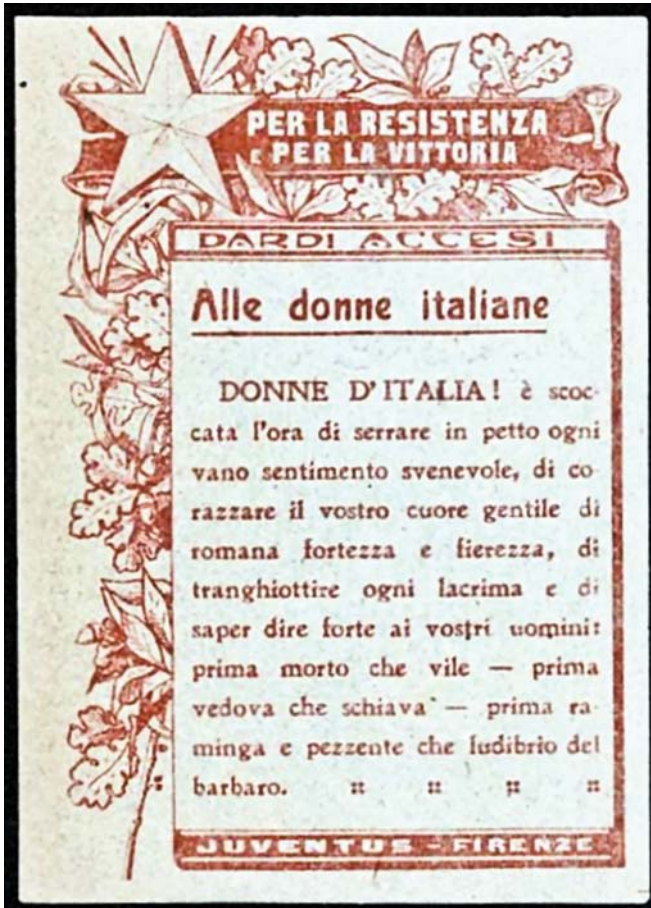 PER LA RESISTENZA
E PER LA VITTORIA
DARDI ACCESI
Alle donne italiane
DONNE D'ITALIA! è scoc-
cata l'ora di serrare in petto ogni
vano sentimento svenevole, di co-
razzare il vostro cuore gentile di
romana fortezza e fierezza, di
tranghiottire ogni lacrima e di
saper dire forte ai vostri uomini:
prima morto che vile — prima
vedova che schiava — prima ra-
minga e pezzente che ludibrio del
barbaro.
JUVENTUS - FIRENZE